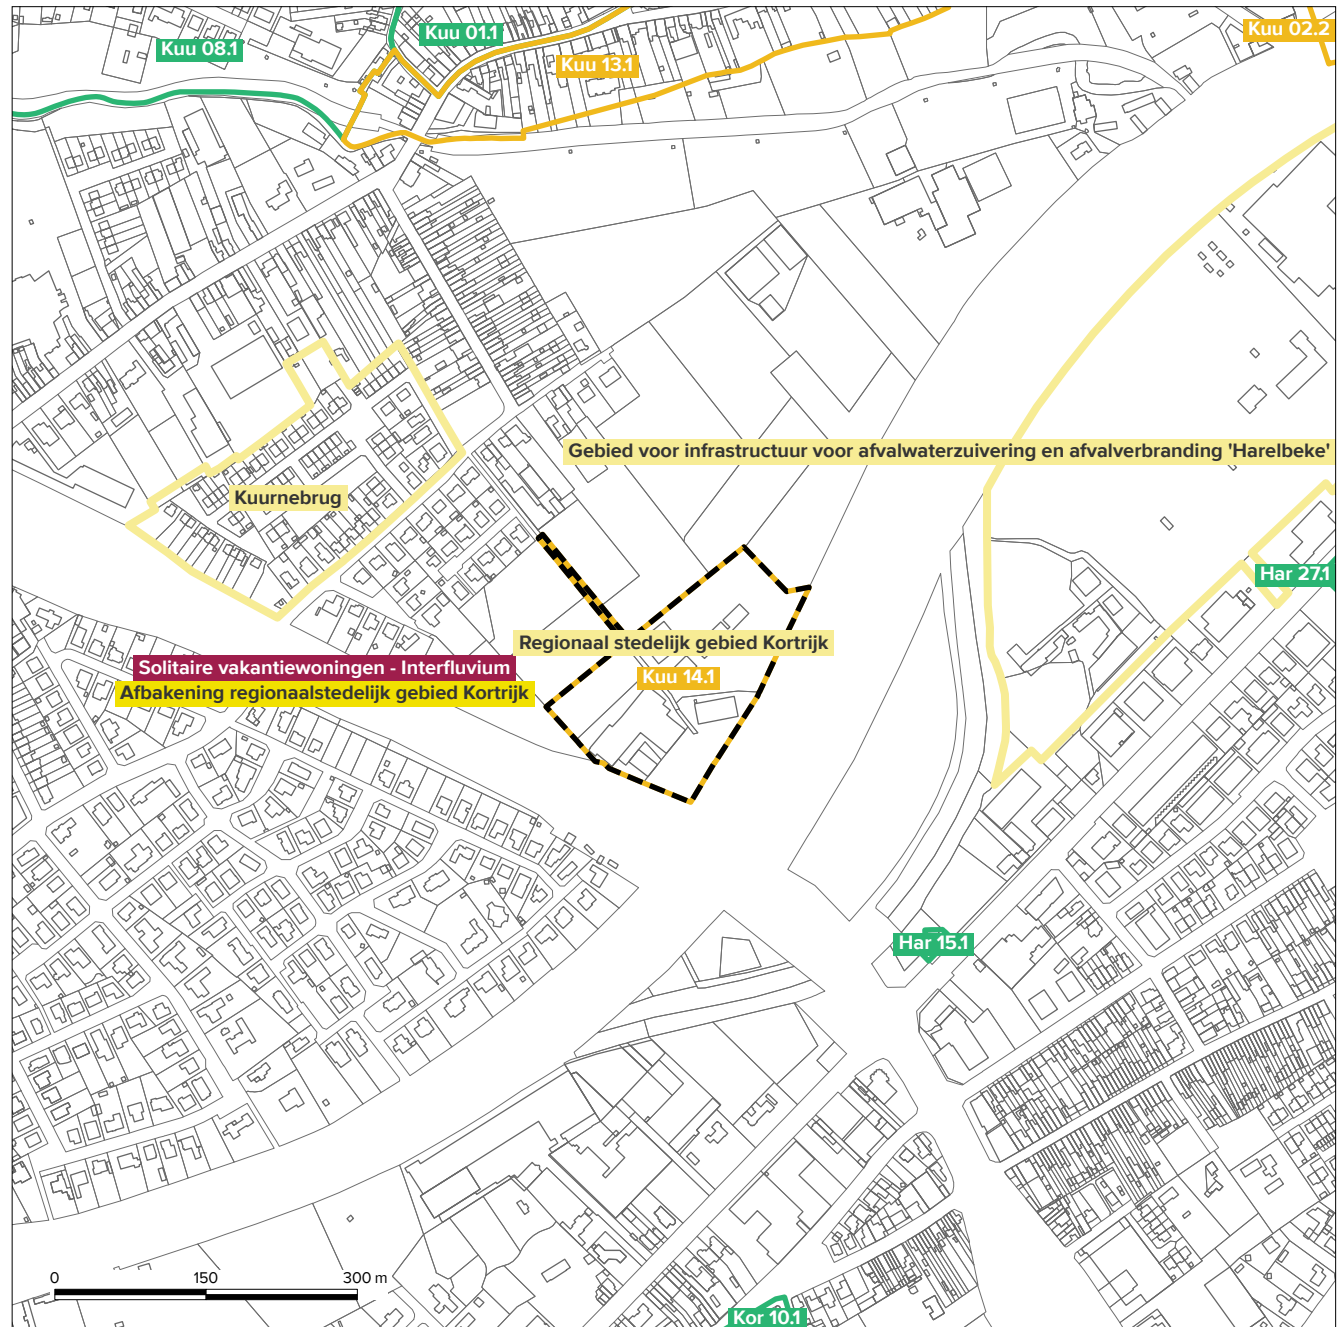 Kuu 01.1
Kuu 02.2
Kuu 08.1
Kuu 13.1
Gebied voor infrastructuur voor afvalwaterzuivering en afvalverbranding 'Harelbeke'
Kuurnebrug
Har 27.1
Regionaal stedelijk gebied Kortrijk
Solitaire vakantiewoningen - Interfluvium
Kuu 14.1
Afbakening regionaalstedelijk gebied Kortrijk
Har 15.1
0 150 300 m
Kor 10.1